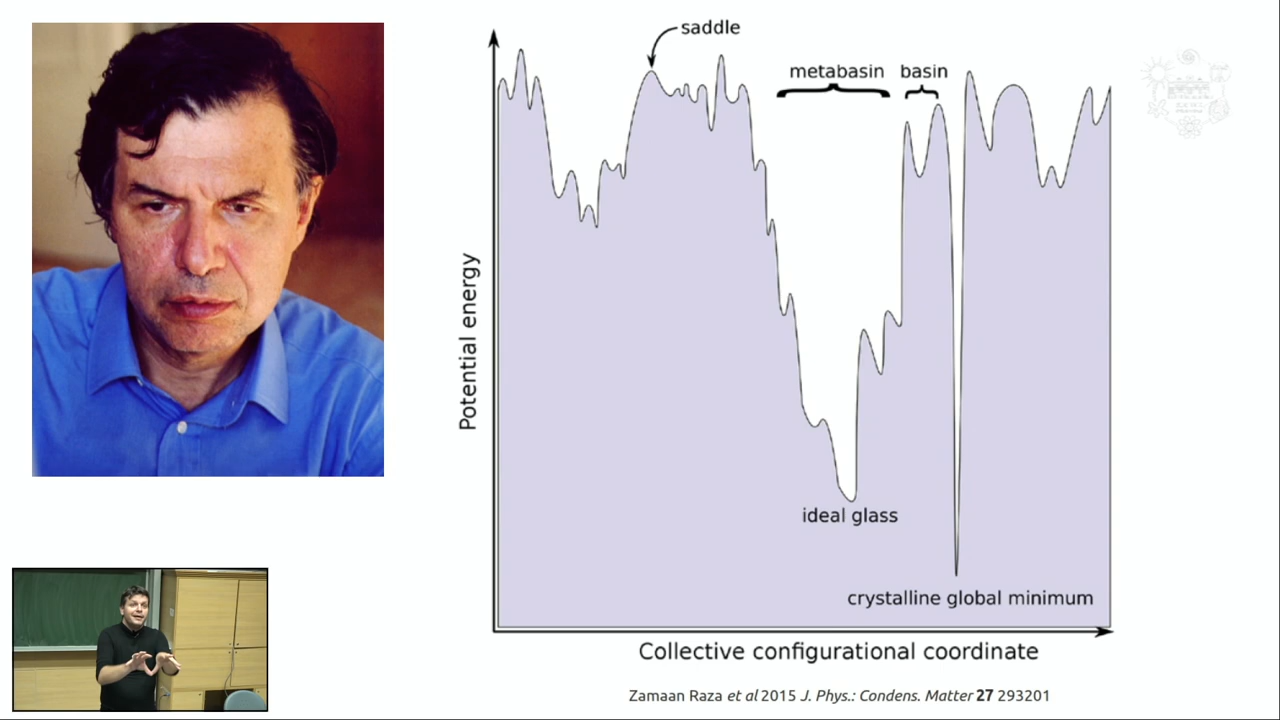 saddle
metabasin
basin
Potential energy
ideal glass
crystalline global minimum
Collective configurational coordinate
Zamaan Raza et al 2015 J. Phys.: Condens. Matter 27 293201